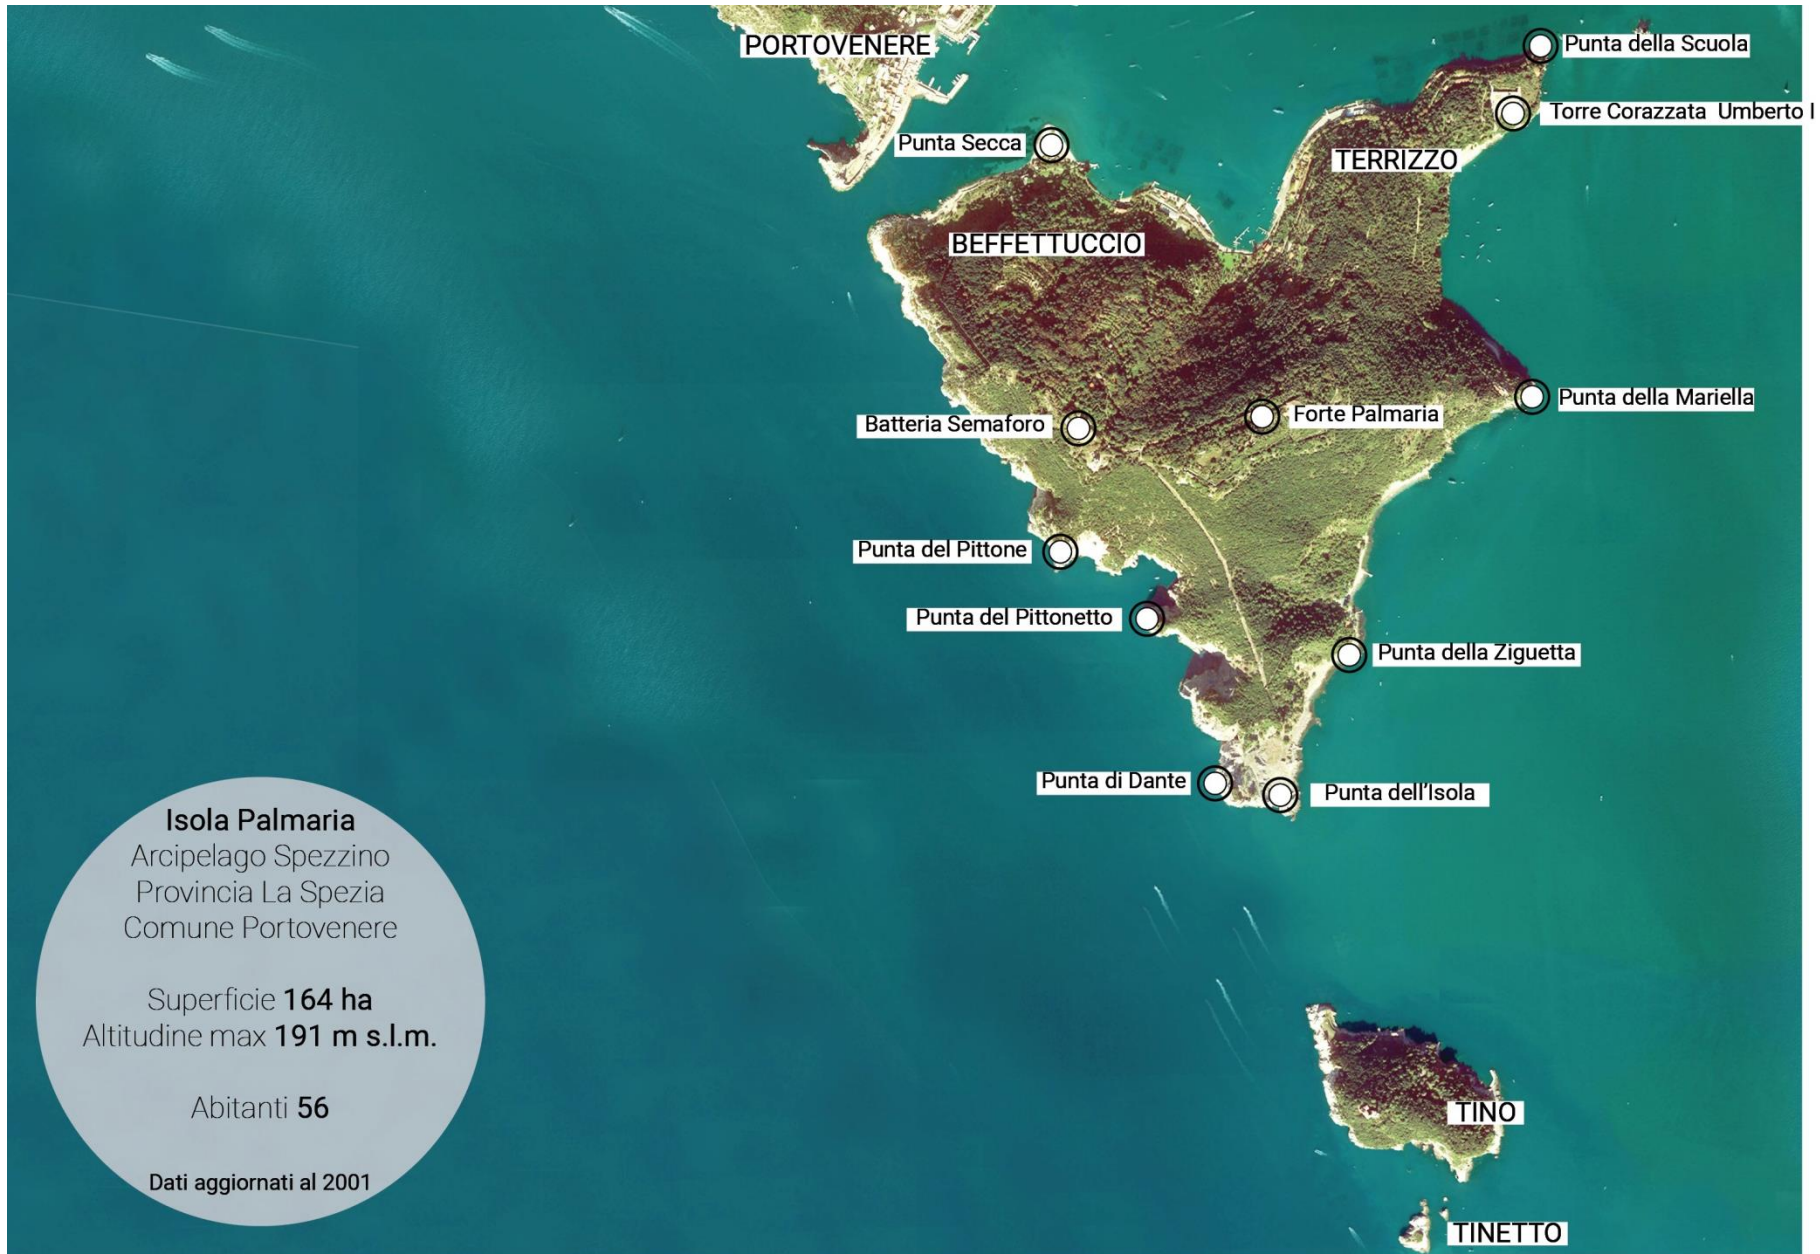 PORTOVENERE
Punta della Scuola
Torre Corazzata Umberto I
Punta Secca
TERRIZZO
BEFFETTUCCIO
Punta della Mariella
Forte Palmaria
Batteria Semaforo
Punta del Pittone
Punta del Pittonetto
Punta della Ziguetta
Punta di Dante
Punta dell'Isola
Isola Palmaria
Arcipelago Spezzino
Provincia La Spezia
Comune Portovenere
Superficie 164 ha
Altitudine max 191 m s.l.m.
Abitanti 56
Dati aggiornati al 2001
TINO
TINETTO